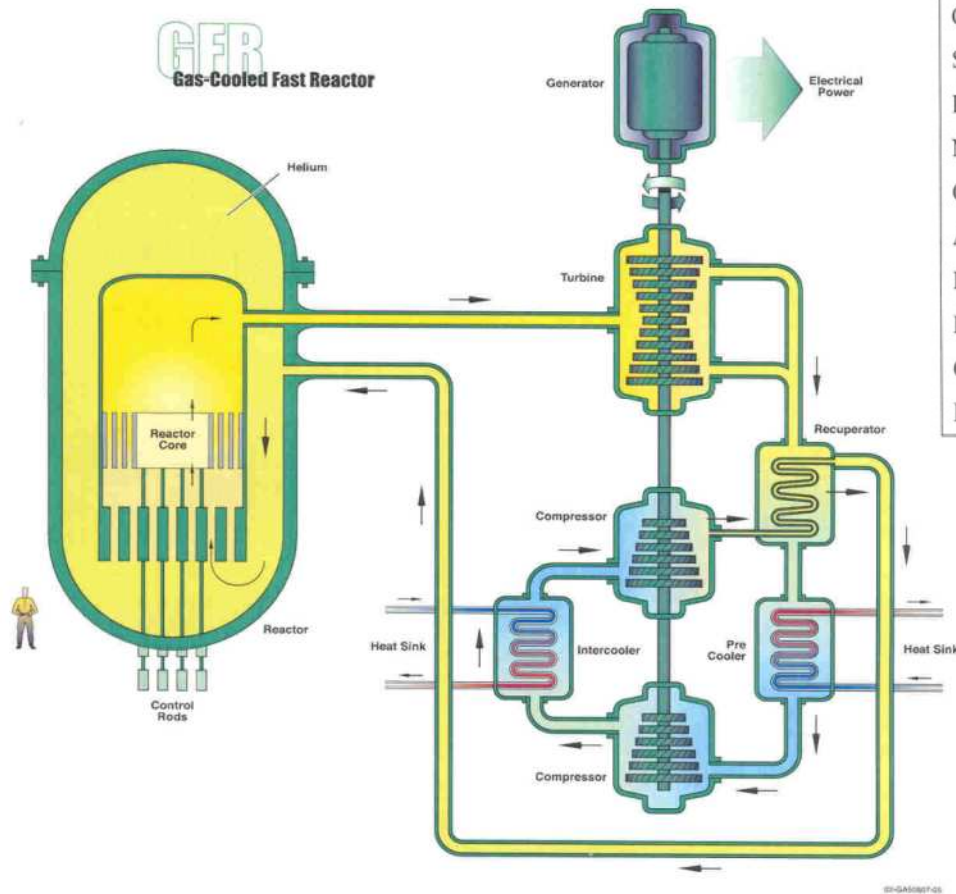 GFR
Gas-Cooled Fast Reactor
Generator
Electrical
Power
Helium
Turbine
Reactor
Core
Recuperator
Compressor
Reactor
Heat Sink
Intercooler
Pre
Cooler
Heat Sink
Control
Rods
Compressor